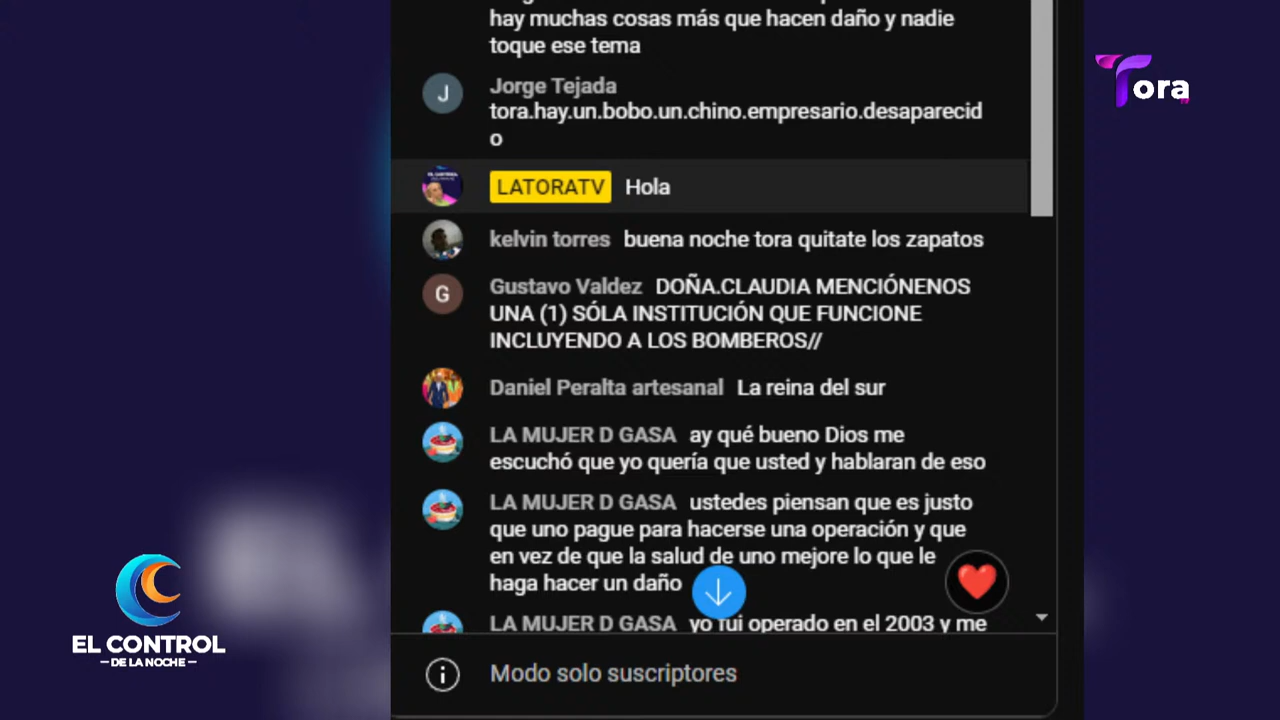 hay muchas cosas más que hacen daño y nadie
toque ese tema
Jorge Tejada
tora.hay.un.bobo.un.chino.empresario.desaparecid
o
LATORATV Hola
kelvin torres buena noche tora quitate los zapatos
Gustavo Valdez DOÑA.CLAUDIA MENCIÓNENOS
UNA (1) SÓLA INSTITUCIÓN QUE FUNCIONE
INCLUYENDO A LOS BOMBEROS//
Daniel Peralta artesanal La reina del sur
LA MUJER D GASA ay qué bueno Dios me
escuchó que yo quería que usted y hablaran de eso
LA MUJER D GASA ustedes piensan que es justo
que uno pague para hacerse una operación y que
en vez de que la salud de uno mejore lo que le
haga hacer un daño
LA MUJER D GASA yo fui operado en el 2003 y me
Modo solo suscriptores
Tora
EL CONTROL
DE LA NOCHE
J
G